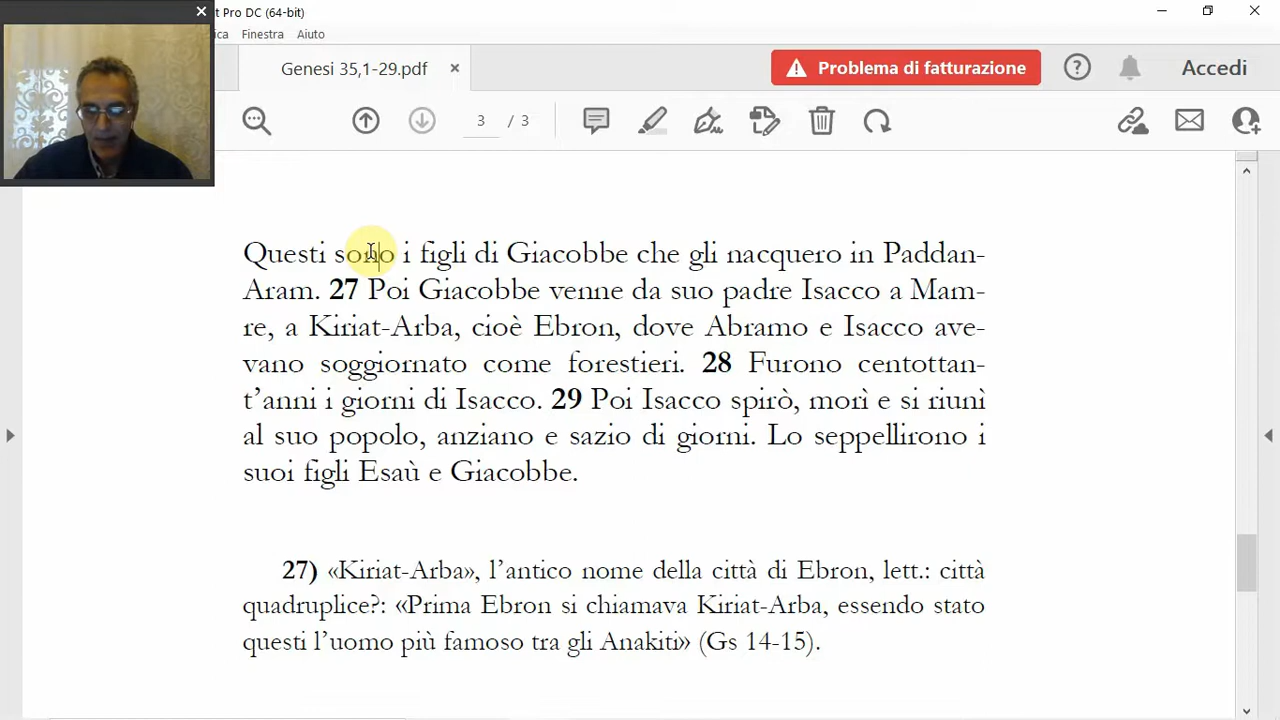 t Pro DC (64-bit)
ica Finestra Aiuto
Genesi 35,1-29.pdf
Problema di fatturazione
Accedi
3 / 3
Questi sono i figli di Giacobbe che gli nacquero in Paddan-
Aram. 27 Poi Giacobbe venne da suo padre Isacco a Mam-
re, a Kiriat-Arba, cioè Ebron, dove Abramo e Isacco ave-
vano soggiornato come forestieri. 28 Furono centottan-
t’anni i giorni di Isacco. 29 Poi Isacco spirò, morì e si riunì
al suo popolo, anziano e sazio di giorni. Lo seppellirono i
suoi figli Esaù e Giacobbe.
27) «Kiriat-Arba», l’antico nome della città di Ebron, lett.: città
quadruplice?: «Prima Ebron si chiamava Kiriat-Arba, essendo stato
questi l’uomo più famoso tra gli Anakiti» (Gs 14-15).